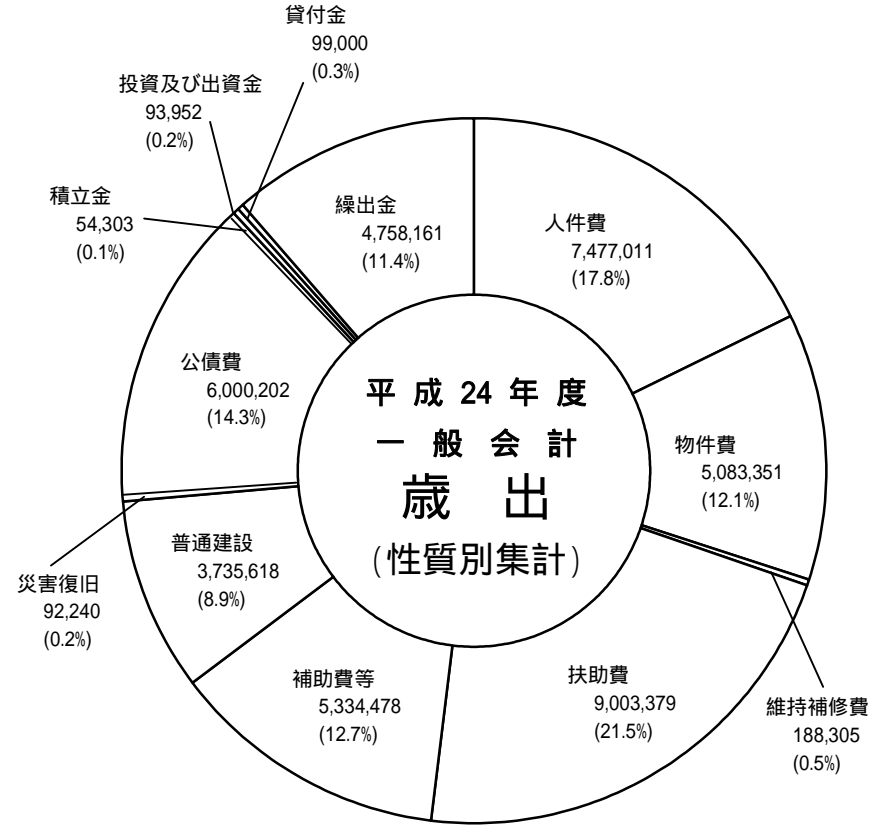 貸付金
99,000
(0.3%)
投資及び出資金
93,952
(0.2%)
積立金
54,303
(0.1%)
繰出金
4,758,161
(11.4%)
人件費
7,477,011
(17.8%)
公債費
6,000,202
(14.3%)
物件費
5,083,351
(12.1%)
平成24年度
一般会計
歳出
(性質別集計)
災害復旧
92,240
(0.2%)
普通建設
3,735,618
(8.9%)
補助費等
5,334,478
(12.7%)
扶助費
9,003,379
(21.5%)
維持補修費
188,305
(0.5%)